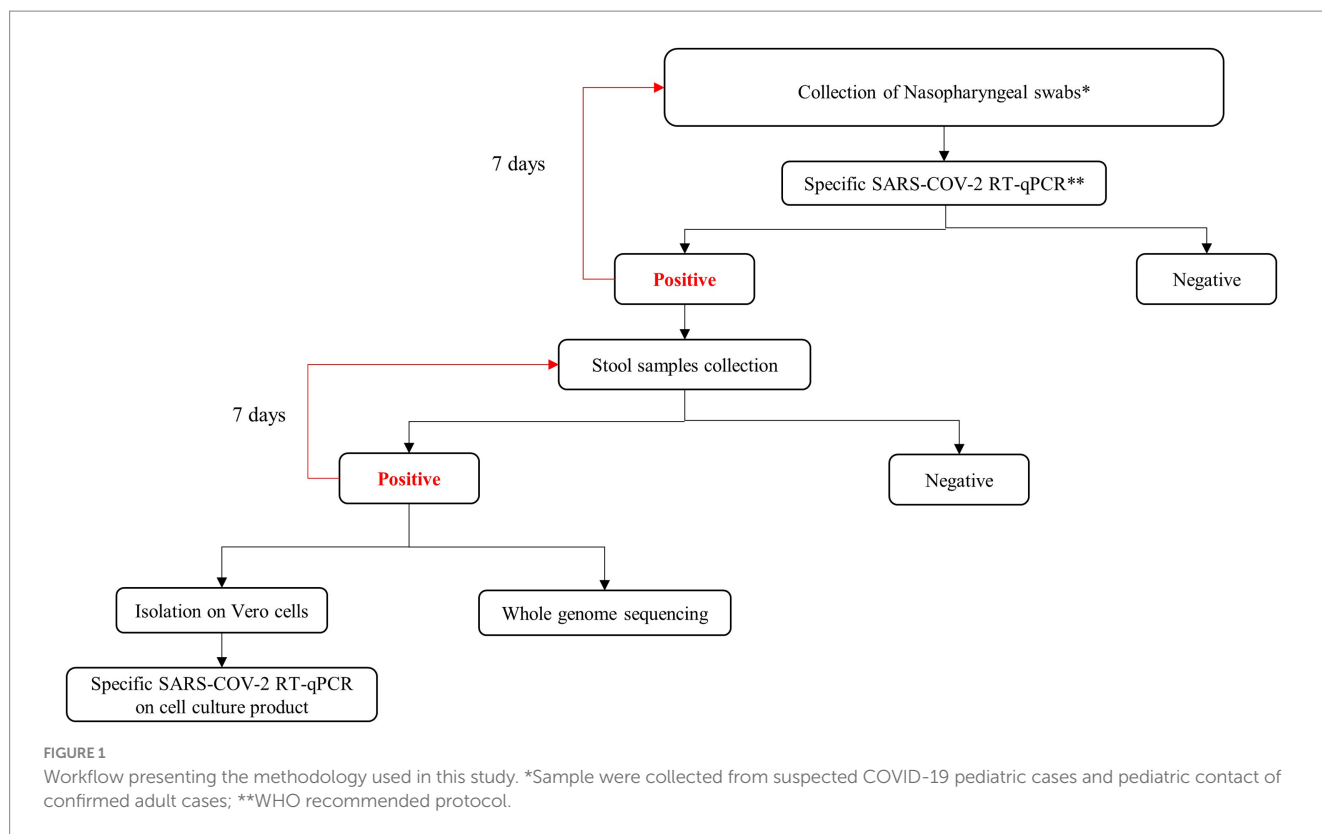 Collection of Nasopharyngeal swabs*
7 days
Specific SARS-COV-2 RT-qPCR**
Positive
Negative
Stool samples collection
7 days
Positive
Negative
Isolation on Vero cells
Whole genome sequencing
Specific SARS-COV-2 RT-qPCR
on cell culture product
FIGURE 1
Workflow presenting the methodology used in this study. *Sample were collected from suspected COVID-19 pediatric cases and pediatric contact of
confirmed adult cases; **WHO recommended protocol.